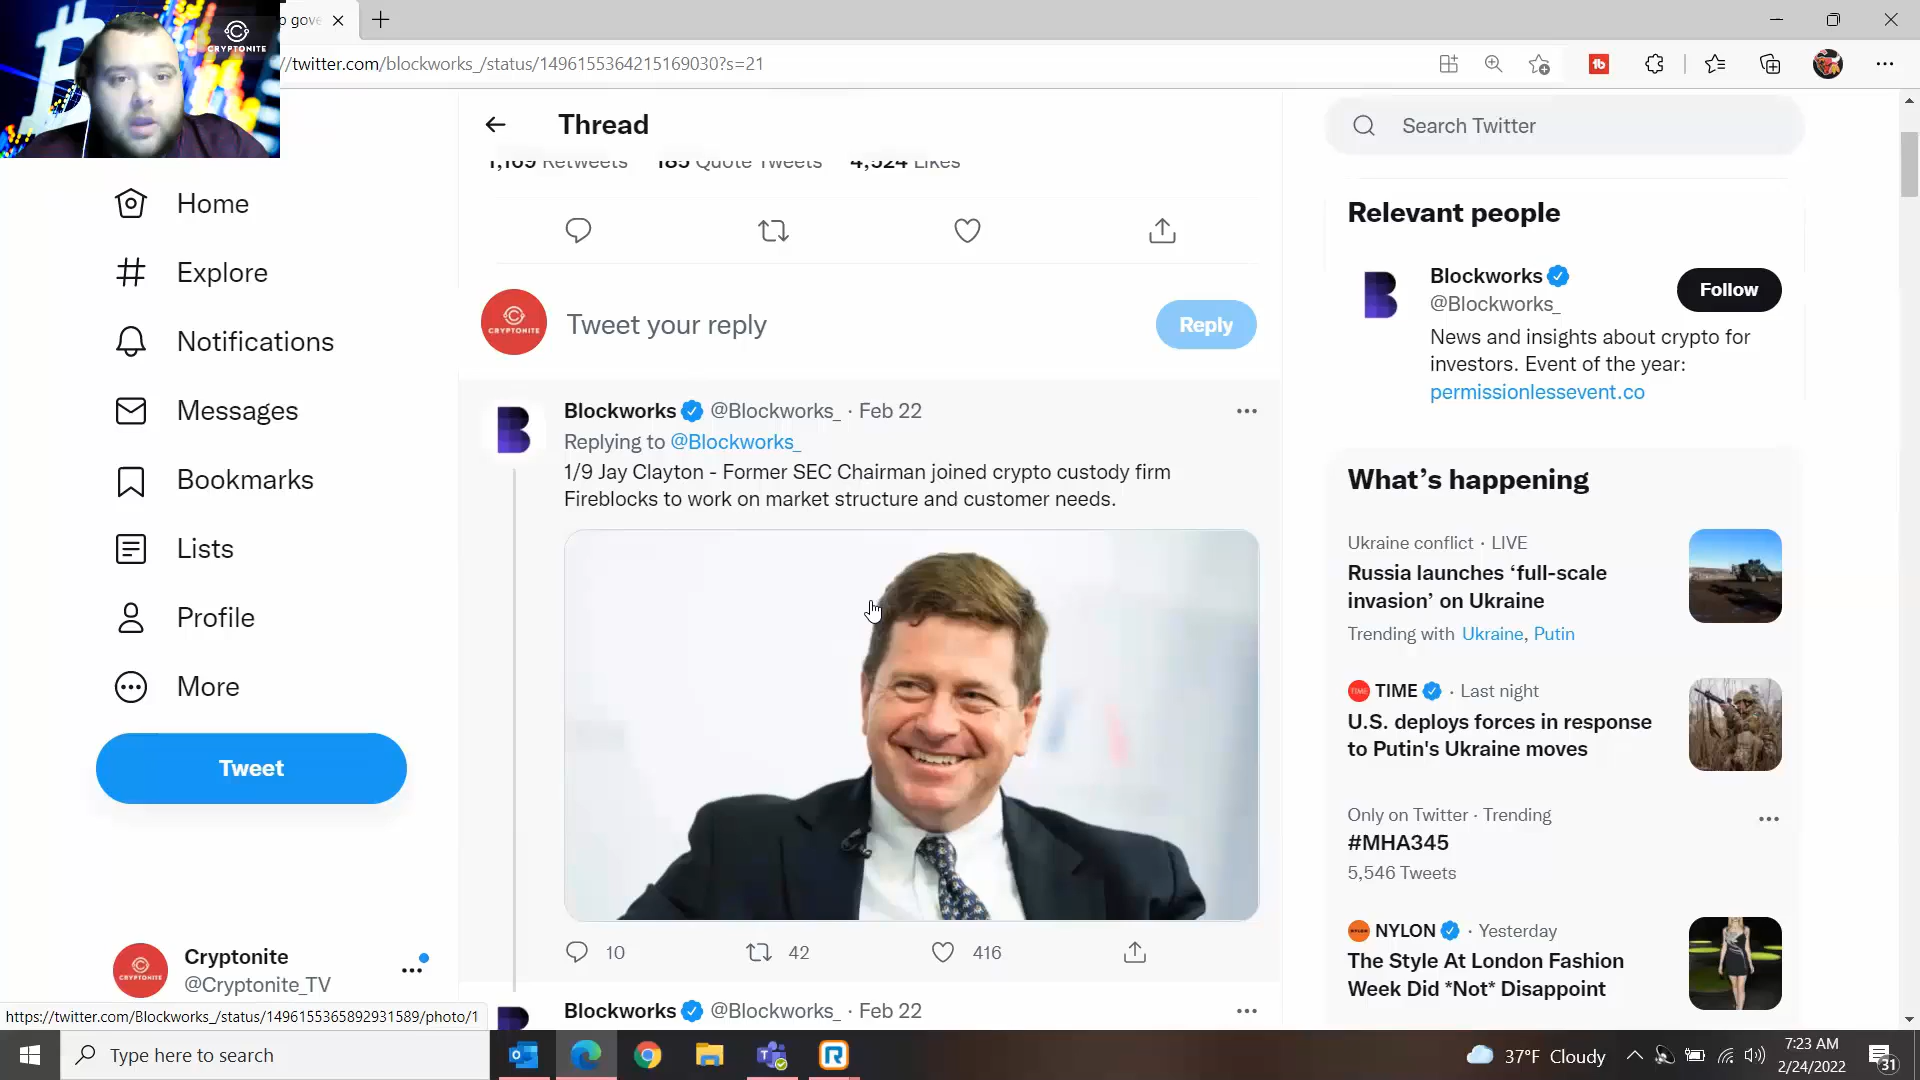 CRYPTONITE
o gove
//twitter.com/blockworks_/status/1496155364215169030?s=21
Thread
1,169 Retweets 185 Quote Tweets 4,524 Likes
Home
Explore
Notifications
Messages
Bookmarks
Lists
Profile
More
Tweet
Cryptonite
@Cryptonite_TV
CRYPTONITE
Tweet your reply
Reply
Blockworks @Blockworks_ · Feb 22
Replying to @Blockworks_
1/9 Jay Clayton - Former SEC Chairman joined crypto custody firm
Fireblocks to work on market structure and customer needs.
10 42 416
Blockworks @Blockworks_ · Feb 22
Search Twitter
Relevant people
Blockworks
@Blockworks_
Follow
News and insights about crypto for
investors. Event of the year:
permissionlessevent.co
What's happening
Ukraine conflict · LIVE
Russia launches ‘full-scale
invasion’ on Ukraine
Trending with Ukraine, Putin
TIME · Last night
U.S. deploys forces in response
to Putin's Ukraine moves
Only on Twitter · Trending
#MHA345
5,546 Tweets
NYLON · Yesterday
The Style At London Fashion
Week Did *Not* Disappoint
https://twitter.com/Blockworks_/status/1496155365892931589/photo/1
Type here to search
37°F Cloudy
7:23 AM
2/24/2022
31